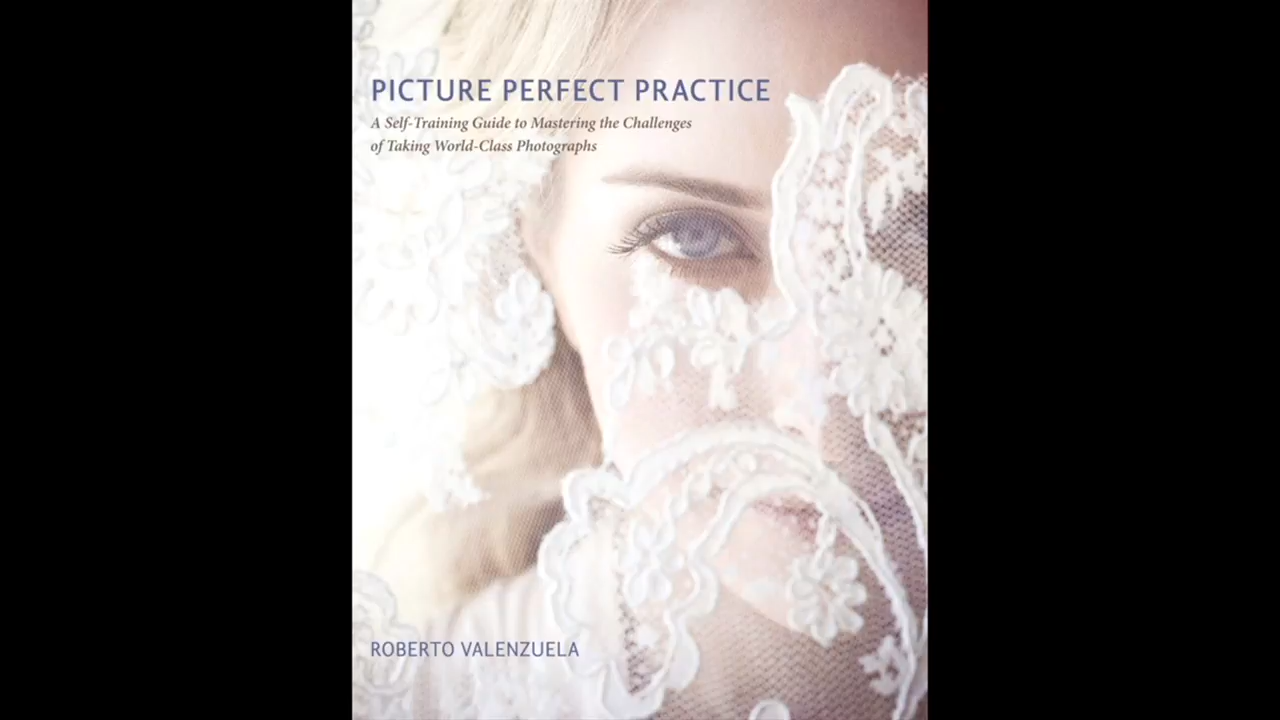 PICTURE PERFECT PRACTICE
A Self-Training Guide to Mastering the Challenges
of Taking World-Class Photographs
ROBERTO VALENZUELA